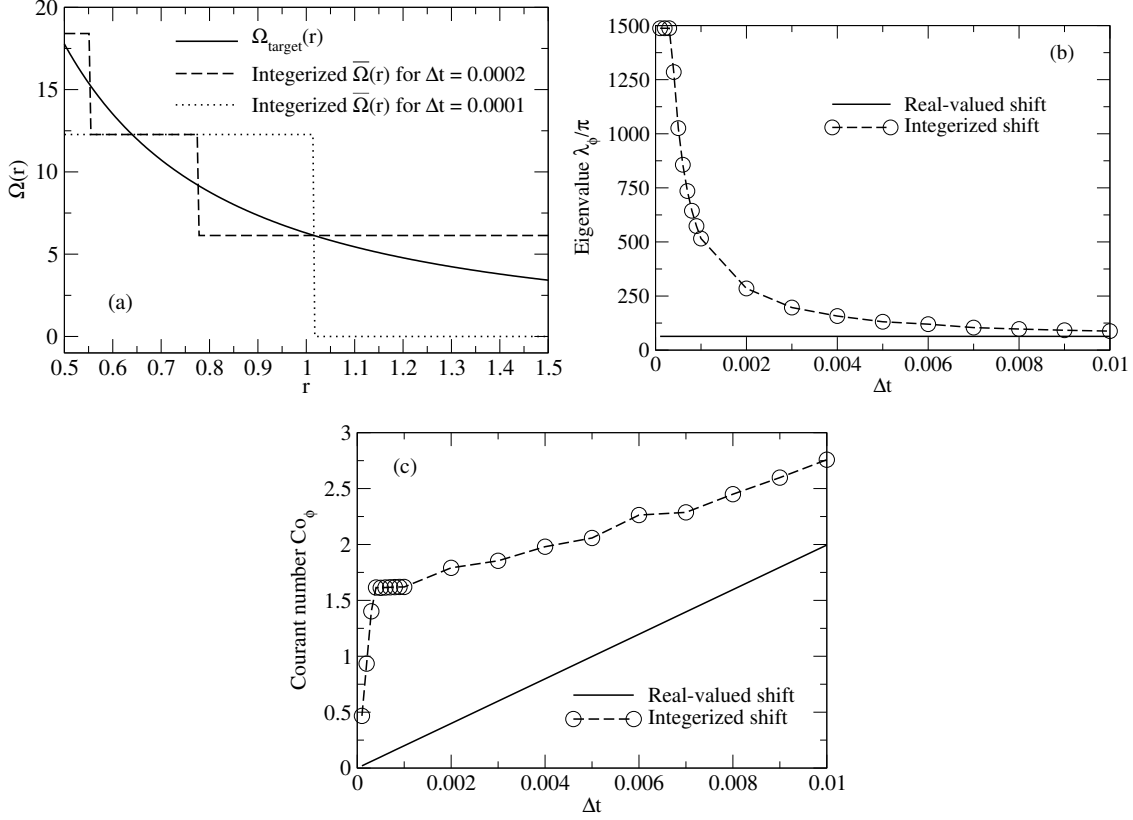 (a)
Ω_target(r)
Integerized Ω̅(r) for Δt = 0.0002
Integerized Ω̅(r) for Δt = 0.0001
Ω(r)
20
15
10
5
0
0.5 0.6 0.7 0.8 0.9 1 1.1 1.2 1.3 1.4 1.5
r
(b)
Real-valued shift
Integerized shift
Eigenvalue λ_ϕ/π
1500
1250
1000
750
500
250
0
0 0.002 0.004 0.006 0.008 0.01
Δt
(c)
Real-valued shift
Integerized shift
Courant number Co_ϕ
3
2.5
2
1.5
1
0.5
0
0 0.002 0.004 0.006 0.008 0.01
Δt